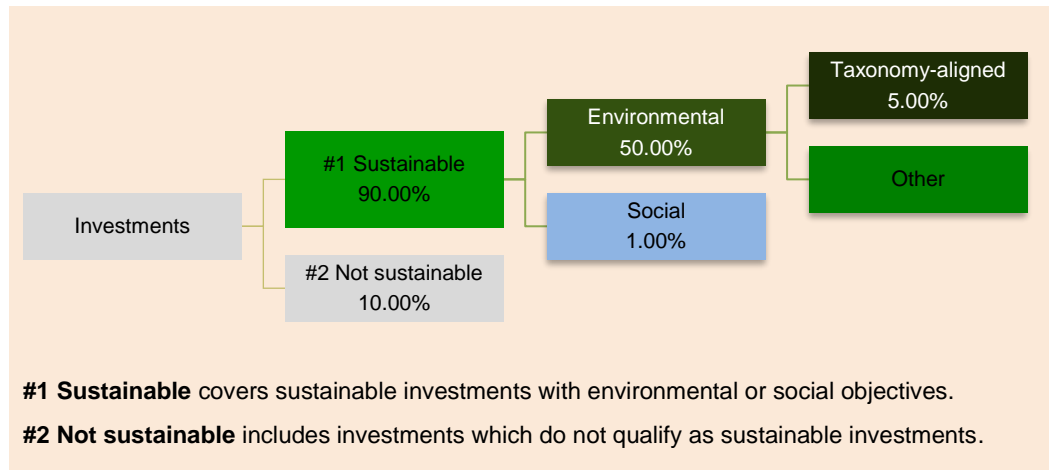 Investments
#1 Sustainable
90.00%
#2 Not sustainable
10.00%
Environmental
50.00%
Social
1.00%
Taxonomy-aligned
5.00%
Other
#1 Sustainable covers sustainable investments with environmental or social objectives.
#2 Not sustainable includes investments which do not qualify as sustainable investments.